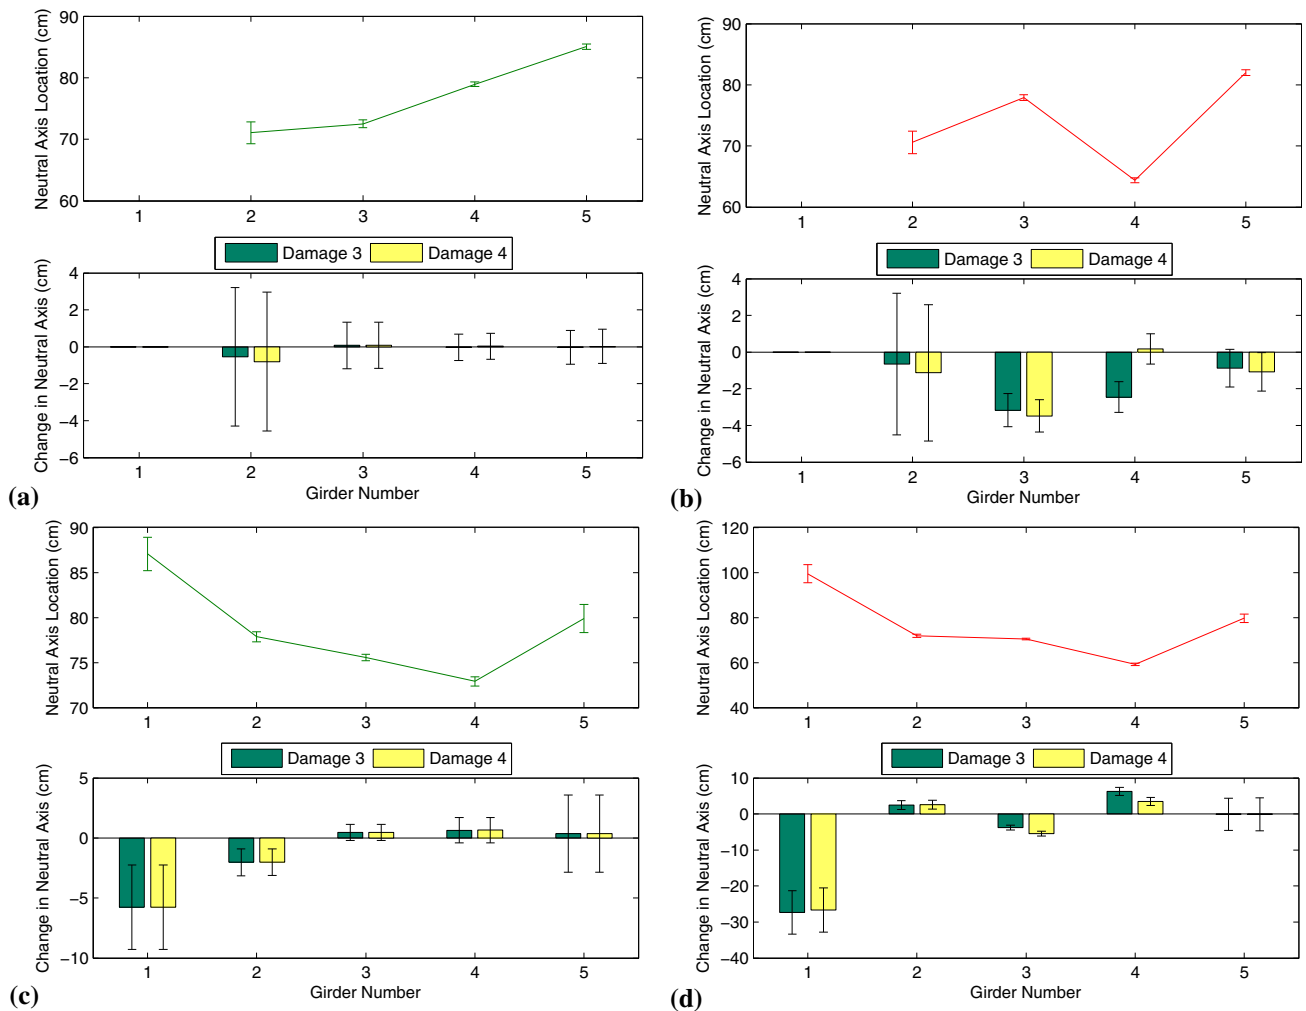 Neutral Axis Location (cm)
90
80
70
60
1 2 3 4 5
Damage 3 Damage 4
Change in Neutral Axis (cm)
4
2
0
−2
−4
−6
1 2 3 4 5
Girder Number
(a)
Neutral Axis Location (cm)
90
80
70
60
1 2 3 4 5
Damage 3 Damage 4
Change in Neutral Axis (cm)
4
2
0
−2
−4
−6
1 2 3 4 5
Girder Number
(b)
Neutral Axis Location (cm)
90
85
80
75
70
1 2 3 4 5
Damage 3 Damage 4
Change in Neutral Axis (cm)
5
0
−5
−10
1 2 3 4 5
Girder Number
(c)
Neutral Axis Location (cm)
120
100
80
60
40
1 2 3 4 5
Damage 3 Damage 4
Change in Neutral Axis (cm)
10
0
−10
−20
−30
−40
1 2 3 4 5
Girder Number
(d)